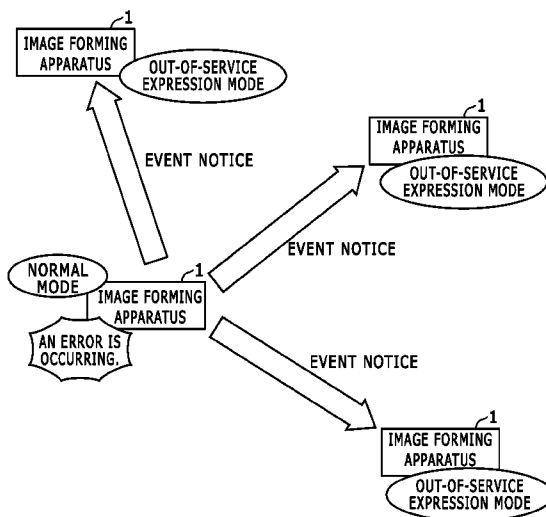 1
IMAGE FORMING
APPARATUS
OUT-OF-SERVICE
EXPRESSION MODE
EVENT NOTICE
1
IMAGE FORMING
APPARATUS
OUT-OF-SERVICE
EXPRESSION MODE
EVENT NOTICE
NORMAL
MODE
1
IMAGE FORMING
APPARATUS
AN ERROR IS
OCCURRING.
EVENT NOTICE
1
IMAGE FORMING
APPARATUS
OUT-OF-SERVICE
EXPRESSION MODE